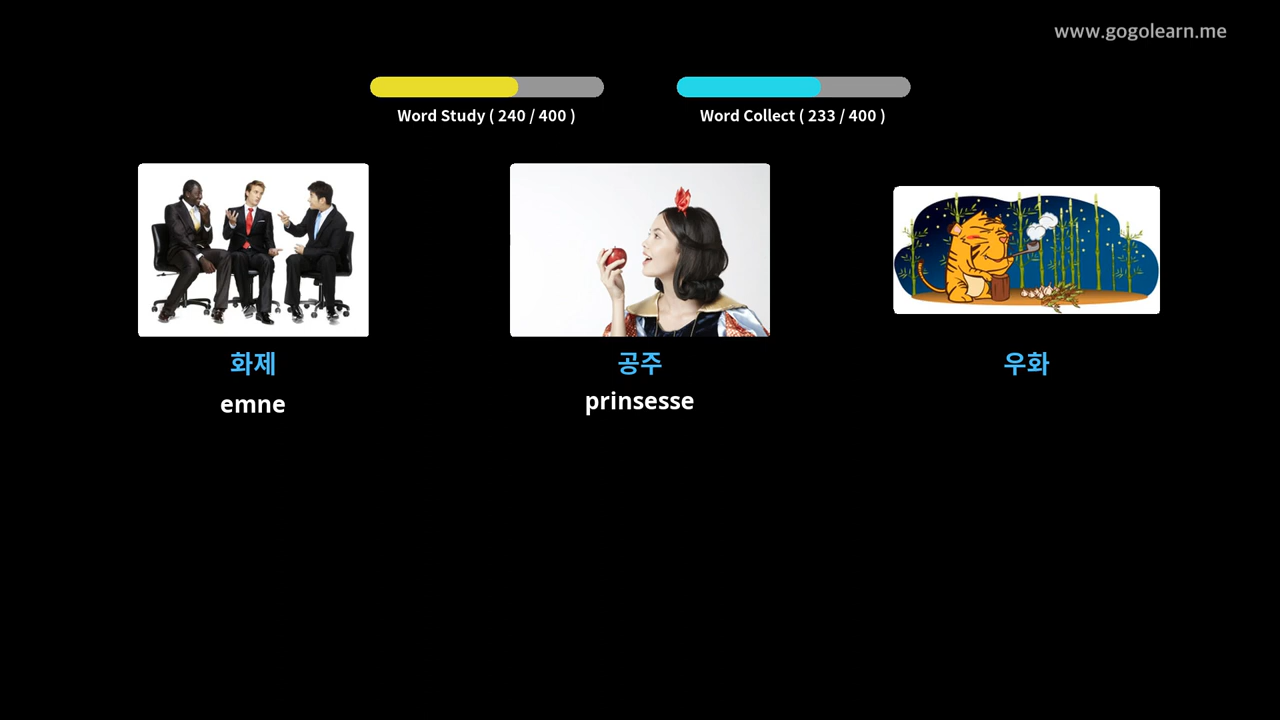 www.gogolearn.me
Word Study ( 240 / 400 )
Word Collect ( 233 / 400 )
화제
공주
우화
emne
prinsesse